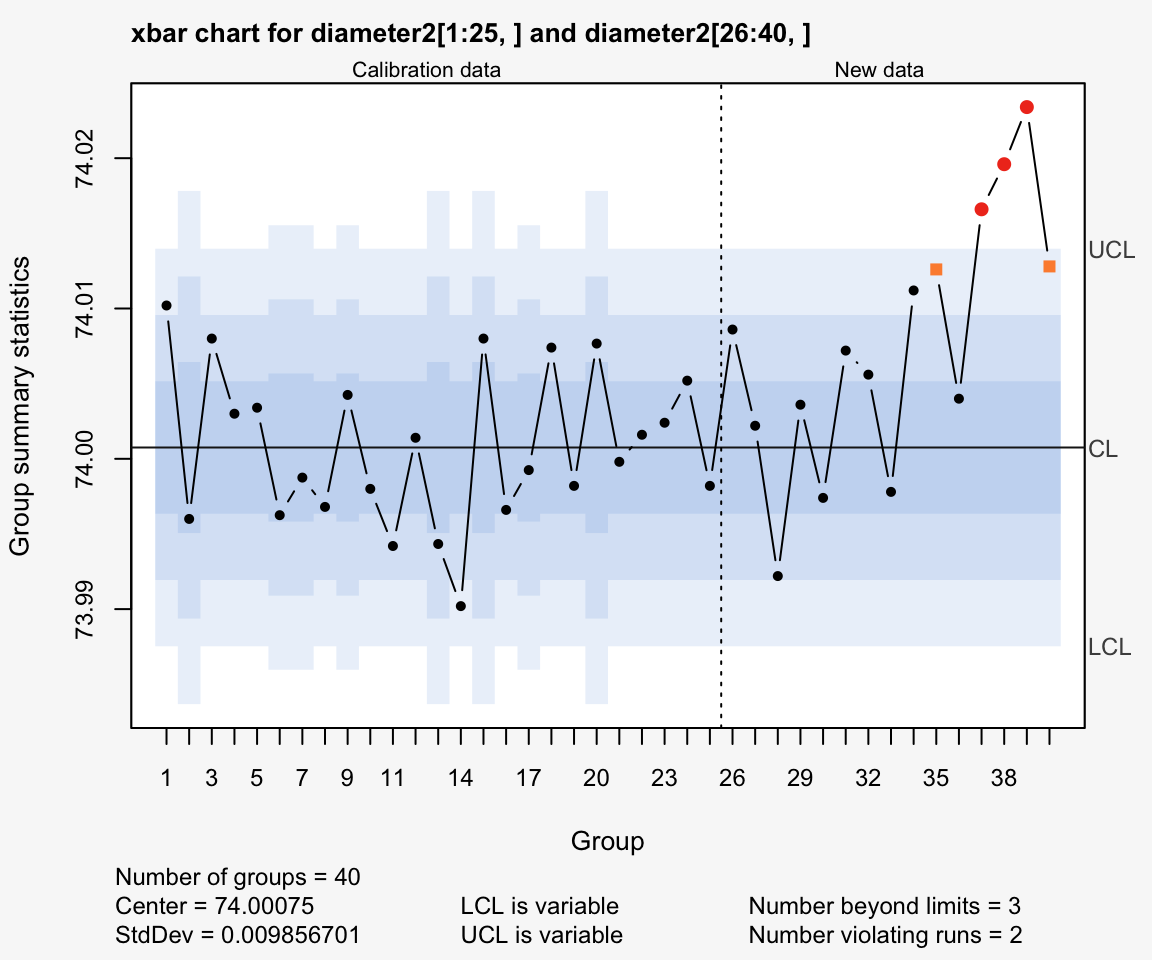 xbar chart for diameter2[1:25, ] and diameter2[26:40, ]
Calibration data New data
Group summary statistics
74.02
74.01
74.00
73.99
UCL
CL
LCL
1 3 5 7 9 11 14 17 20 23 26 29 32 35 38
Group
Number of groups = 40
Center = 74.00075 LCL is variable Number beyond limits = 3
StdDev = 0.009856701 UCL is variable Number violating runs = 2